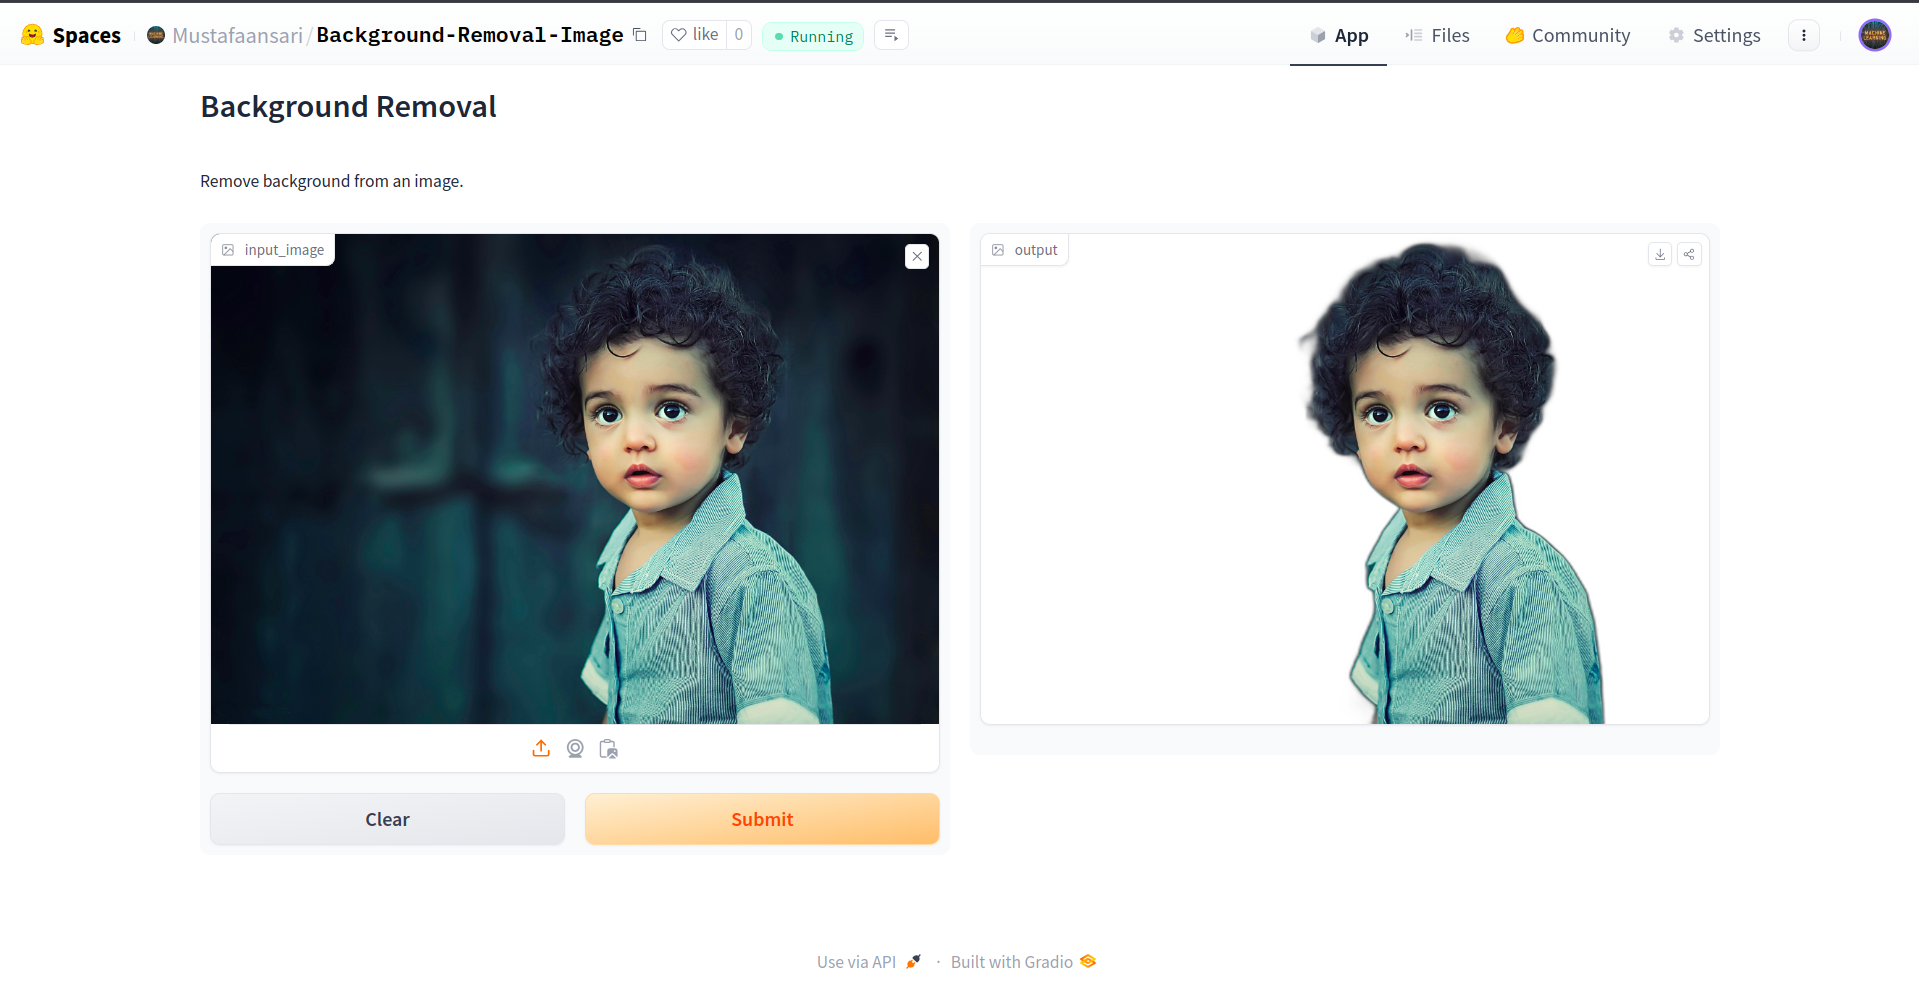 Spaces Mustafaansari / Background-Removal-Image like 0 Running App Files Community Settings
Background Removal
Remove background from an image.
input_image
output
Clear
Submit
Use via API · Built with Gradio